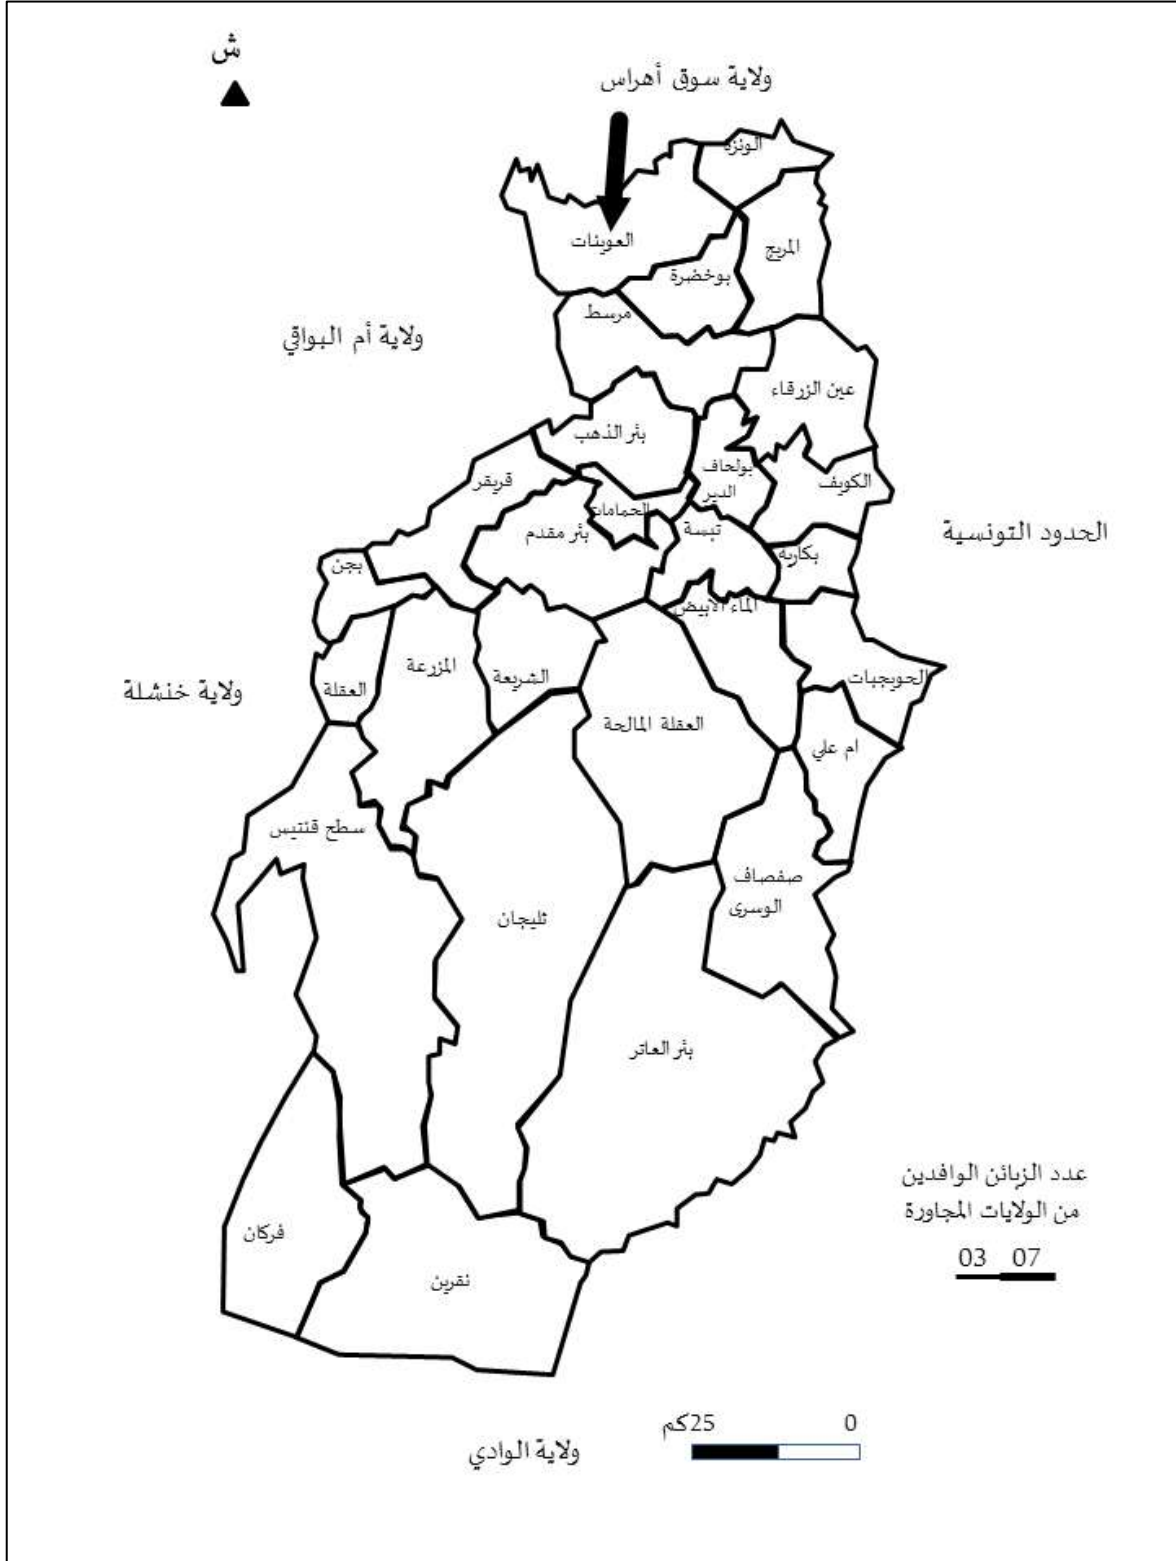 ش
ولاية سوق أهراس
الونزة
العوينات
المريج
بوخضرة
مرسط
ولاية أم البواقي
عين الزرقاء
بئر الذهب
بولحاف
الدير
الكويف
قريقر
الحمامات
تبسة
بئر مقدم
الحدود التونسية
بكارية
بجن
الماء الابيض
المزرعة
الشريعة
الحويجبات
العقلة
ولاية خنشلة
العقلة المالحة
ام علي
سطح قنتيس
صفصاف
الوسرى
ثليجان
بئر العاتر
عدد الزبائن الوافدين
من الولايات المجاورة
03 07
فركان
نقرين
25كم 0
ولاية الوادي